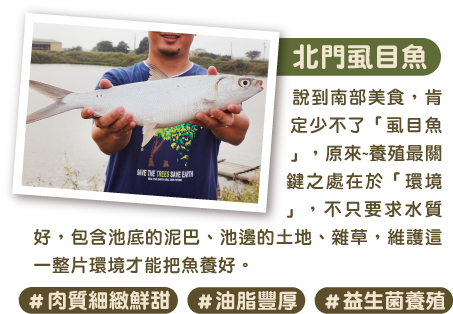 北門虱目魚
SAVE THE TREES SAVE EARTH
說到南部美食，肯
定少不了「虱目魚
」，原來~養殖最關
鍵之處在於「環境
」，不只要求水質
好，包含池底的泥巴、池邊的土地、雜草，維護這
一整片環境才能把魚養好。
#肉質細緻鮮甜 #油脂豐厚 #益生菌養殖